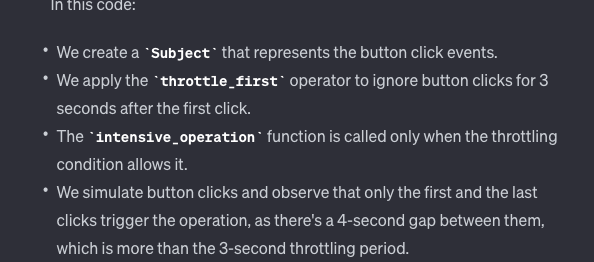 In this code:
• We create a `Subject` that represents the button click events.
• We apply the `throttle_first` operator to ignore button clicks for 3
seconds after the first click.
• The `intensive_operation` function is called only when the throttling
condition allows it.
• We simulate button clicks and observe that only the first and the last
clicks trigger the operation, as there's a 4-second gap between them,
which is more than the 3-second throttling period.